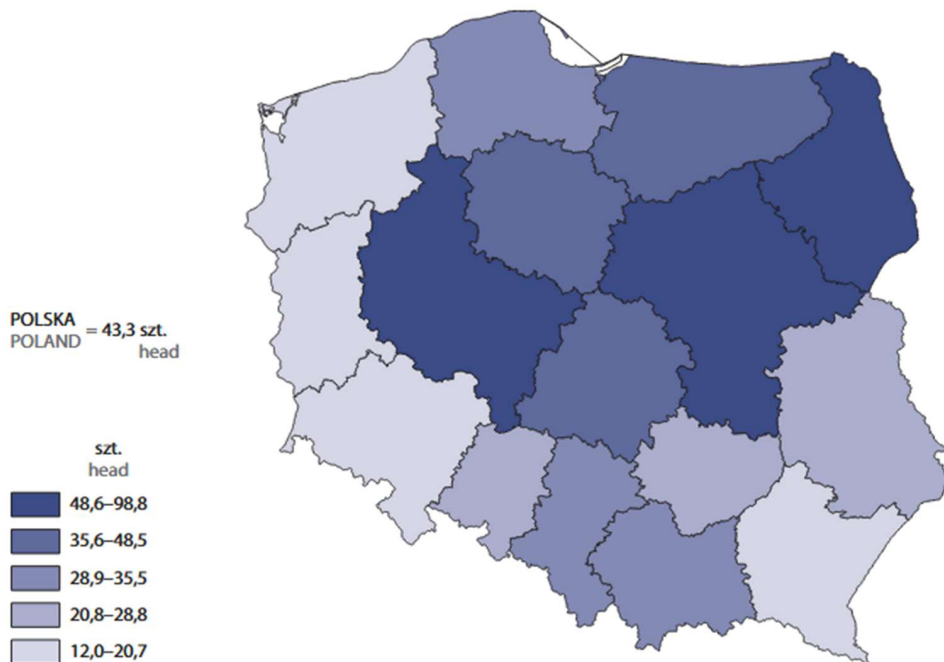 POLSKA
POLAND = 43,3 szt.
head
szt.
head
48,6–98,8
35,6–48,5
28,9–35,5
20,8–28,8
12,0–20,7